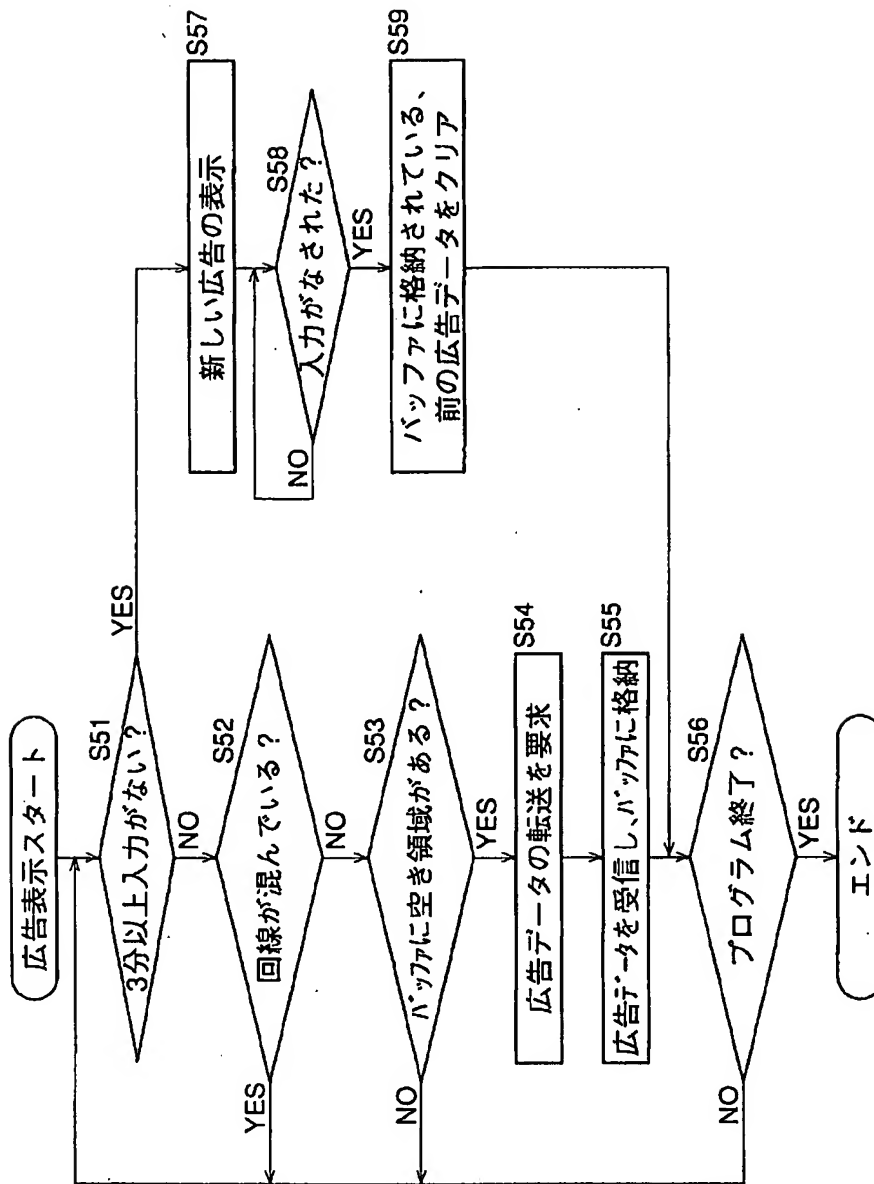 広告表示スタート
S51
3分以上入力がない？
YES
NO
S52
回線が混んでいる？
YES
NO
S53
バッファに空き領域がある？
NO
YES
S54
広告データの転送を要求
S55
広告データを受信し、バッファに格納
S56
プログラム終了？
NO
YES
エンド
S57
新しい広告の表示
S58
入力がなされた？
NO
YES
S59
バッファに格納されている、
前の広告データをクリア